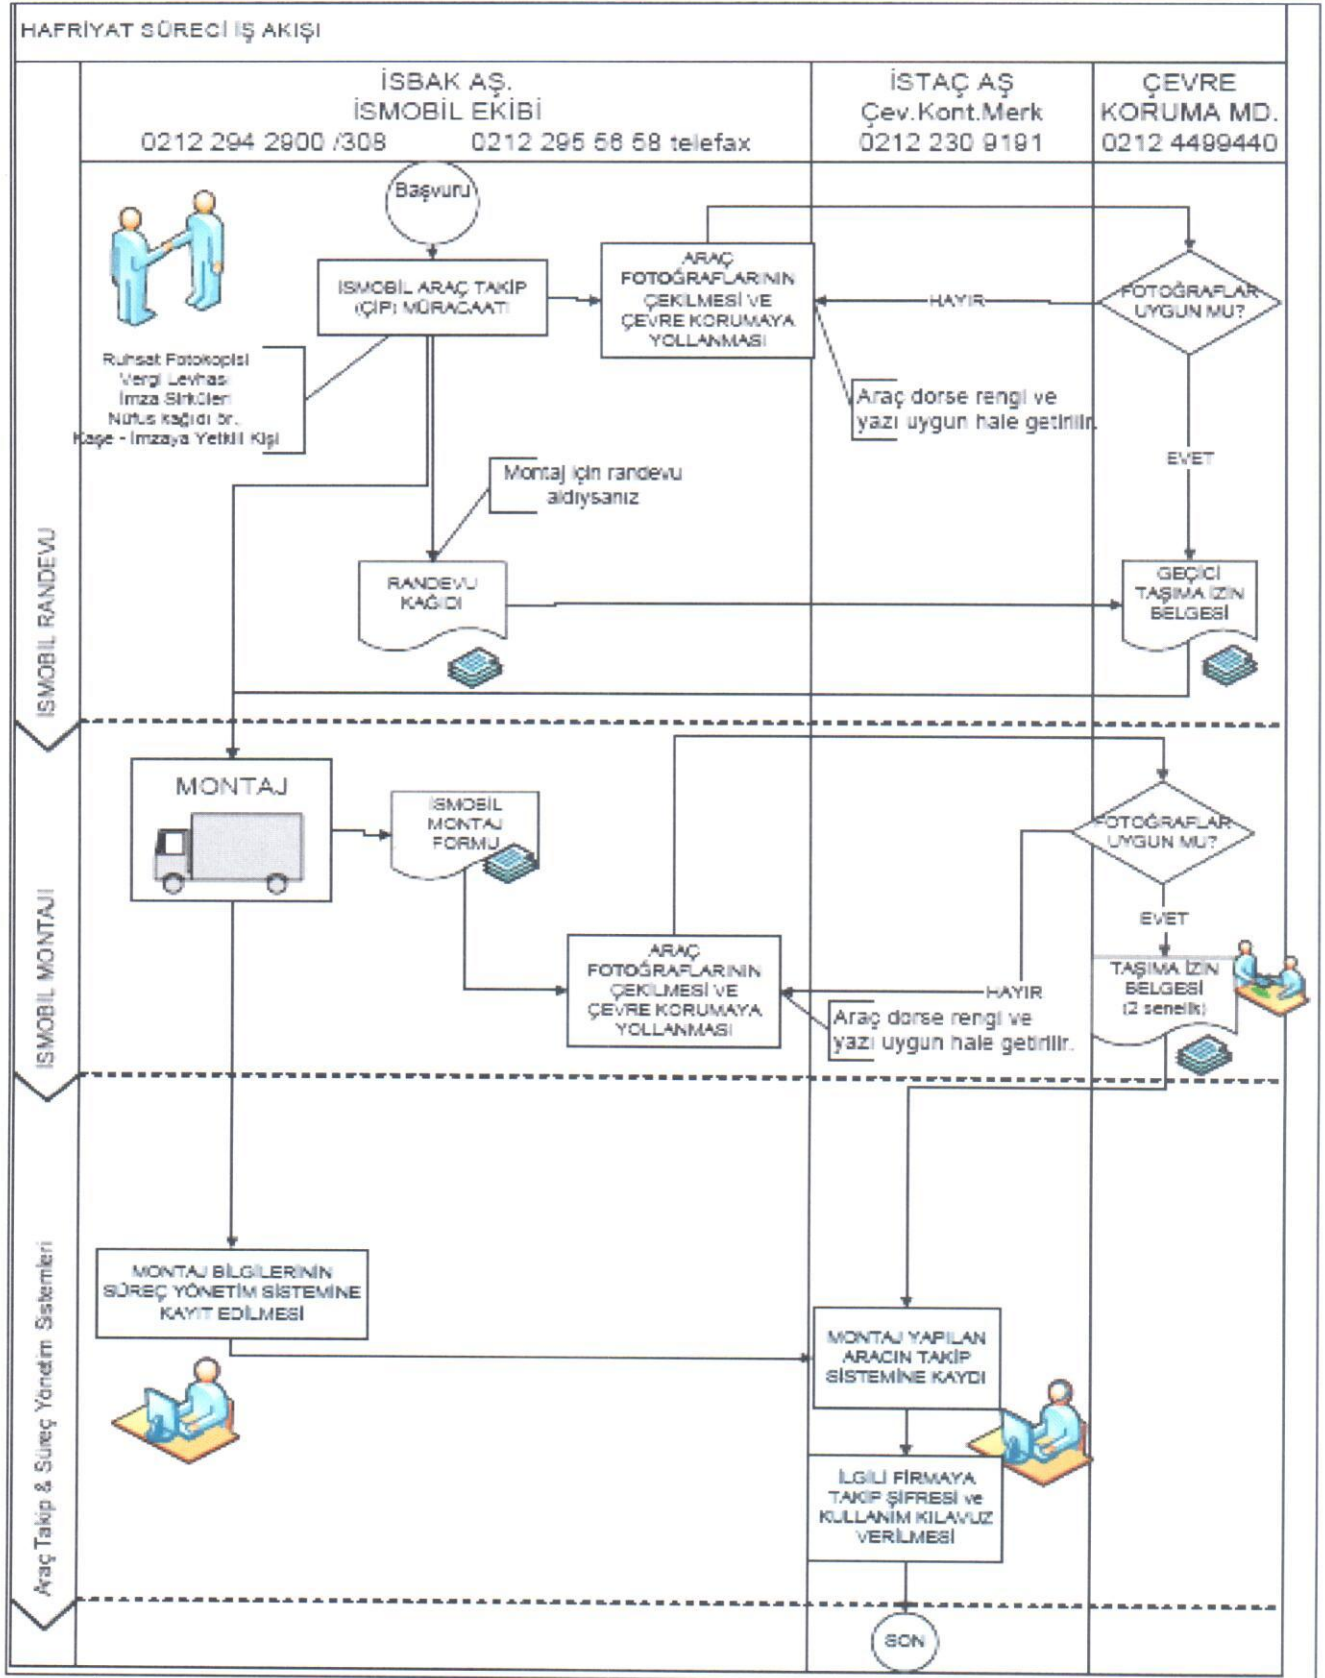 HAFRİYAT SÜRECİ İŞ AKIŞI
İSBAK AŞ.
İSMOBİL EKİBİ
0212 294 2900 /308
0212 295 56 58 telefax
İSTAÇ AŞ
Çev.Kont.Merk
0212 230 9191
ÇEVRE
KORUMA MD.
0212 4499440
Başvuru
İSMOBİL ARAÇ TAKİP
(ÇİP) MÜRACAATI
ARAÇ
FOTOĞRAFLARININ
ÇEKİLMESİ VE
ÇEVRE KORUMAYA
YOLLANMASI
HAYIR
FOTOĞRAFLAR
UYGUN MU?
Ruhsat Fotokopisi
Vergi Levhası
İmza Sirküleri
Nüfus kağıdı ör.,
Kaşe - İmzaya Yetkili Kişi
Araç dorse rengi ve
yazı uygun hale getirilir.
EVET
Montaj için randevu
aldıysanız
RANDEVU
KAĞIDI
GEÇİCİ
TAŞIMA İZİN
BELGESİ
İSMOBİL RANDEVU
MONTAJ
İSMOBİL
MONTAJ
FORMU
FOTOĞRAFLAR
UYGUN MU?
EVET
ARAÇ
FOTOĞRAFLARININ
ÇEKİLMESİ VE
ÇEVRE KORUMAYA
YOLLANMASI
HAYIR
Araç dorse rengi ve
yazı uygun hale getirilir.
TAŞIMA İZİN
BELGESİ
(2 senelik)
İSMOBİL MONTAJI
MONTAJ BİLGİLERİNİN
SÜREÇ YÖNETİM SİSTEMİNE
KAYIT EDİLMESİ
MONTAJ YAPILAN
ARACIN TAKİP
SİSTEMİNE KAYDI
İLGİLİ FİRMAYA
TAKİP ŞİFRESİ ve
KULLANIM KILAVUZ
VERİLMESİ
Araç Takip & Süreç Yönetim Sistemleri
SON